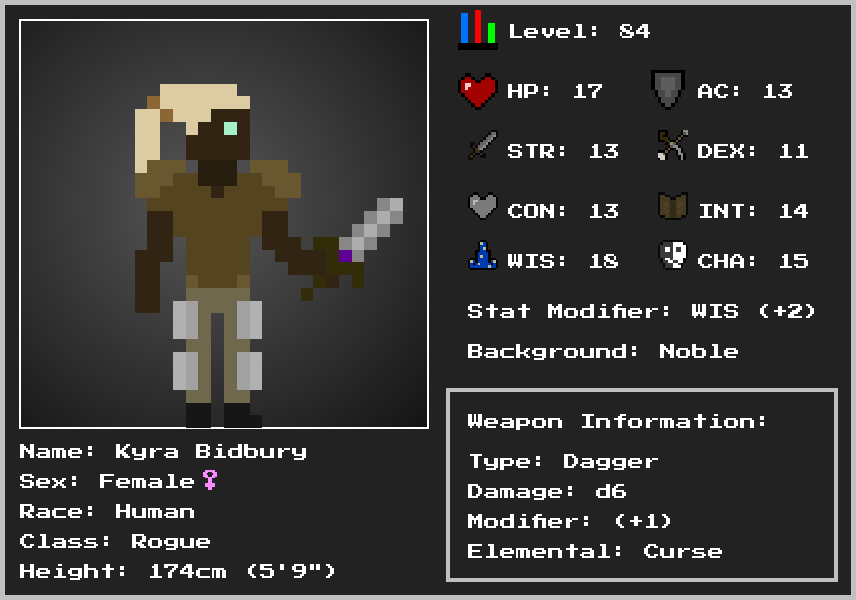 Level: 84
HP: 17
AC: 13
STR: 13
DEX: 11
CON: 13
INT: 14
WIS: 18
CHA: 15
Stat Modifier: WIS (+2)
Background: Noble
Weapon Information:
Type: Dagger
Damage: d6
Modifier: (+1)
Elemental: Curse
Name: Kyra Bidbury
Sex: Female♀
Race: Human
Class: Rogue
Height: 174cm (5'9")